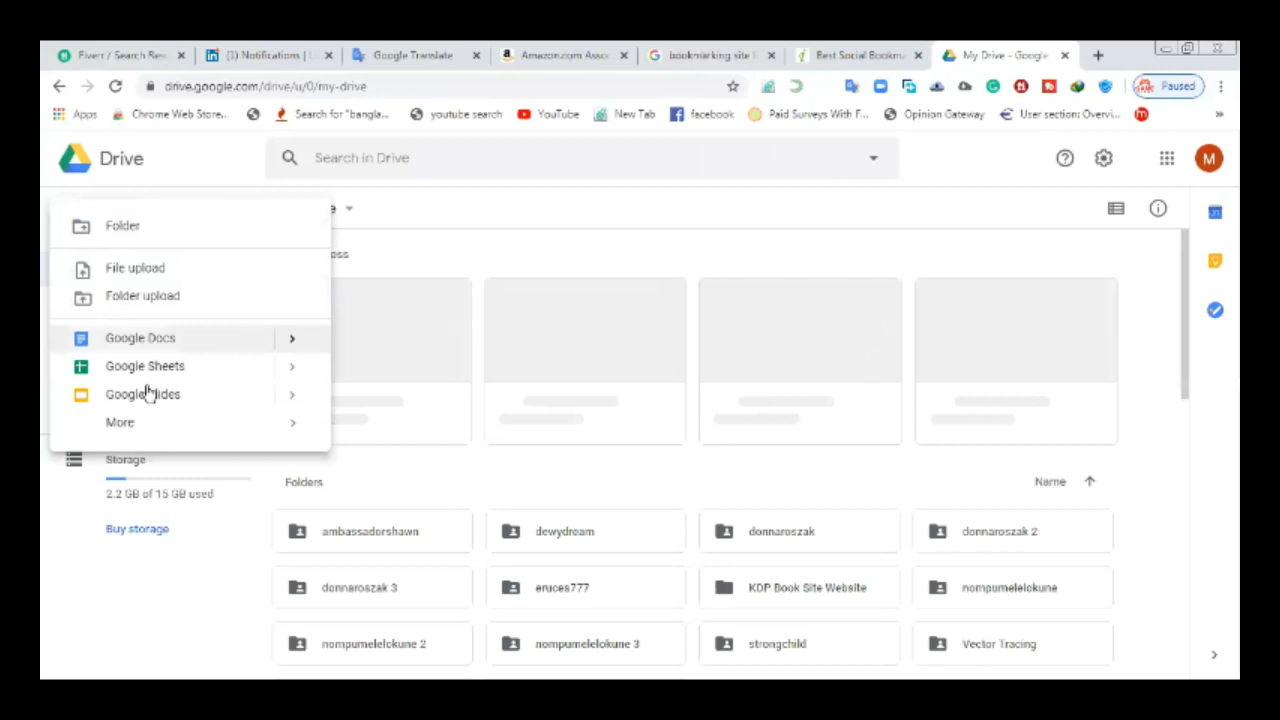 Fiverr / Search Res
(1) Notifications | L
Google Translate
Amazon.com Asso
bookmarking site l
Best Social Bookm
My Drive - Google
drive.google.com/drive/u/0/my-drive
Paused
Apps
Chrome Web Store...
Search for "bangla...
youtube search
YouTube
New Tab
facebook
Paid Surveys With F...
Opinion Gateway
User section: Overvi...
Drive
Search in Drive
M
Folder
File upload
Folder upload
Google Docs
Google Sheets
Google Slides
More
Storage
2.2 GB of 15 GB used
Buy storage
e
ess
Folders
Name
ambassadorshawn
dewydream
donnaroszak
donnaroszak 2
donnaroszak 3
eruces777
KDP Book Site Website
nompumelelokune
nompumelelokune 2
nompumelelokune 3
strongchild
Vector Tracing